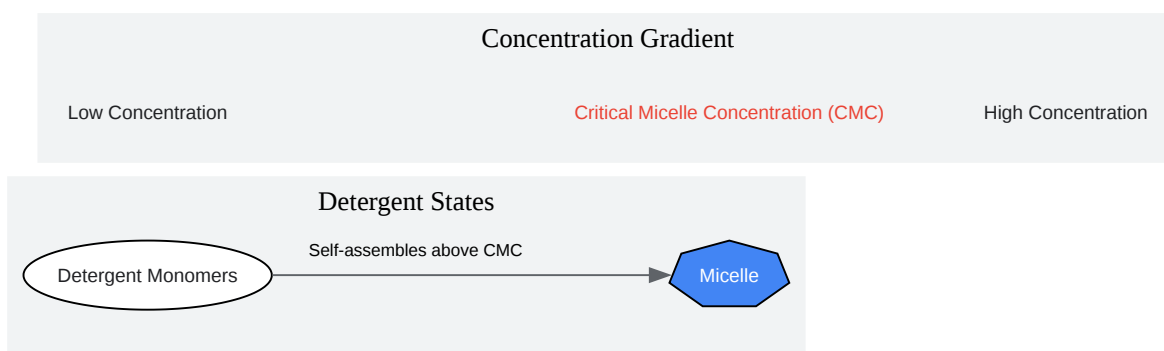 Concentration Gradient
Low Concentration
Critical Micelle Concentration (CMC)
High Concentration
Detergent States
Self-assembles above CMC
Detergent Monomers
Micelle